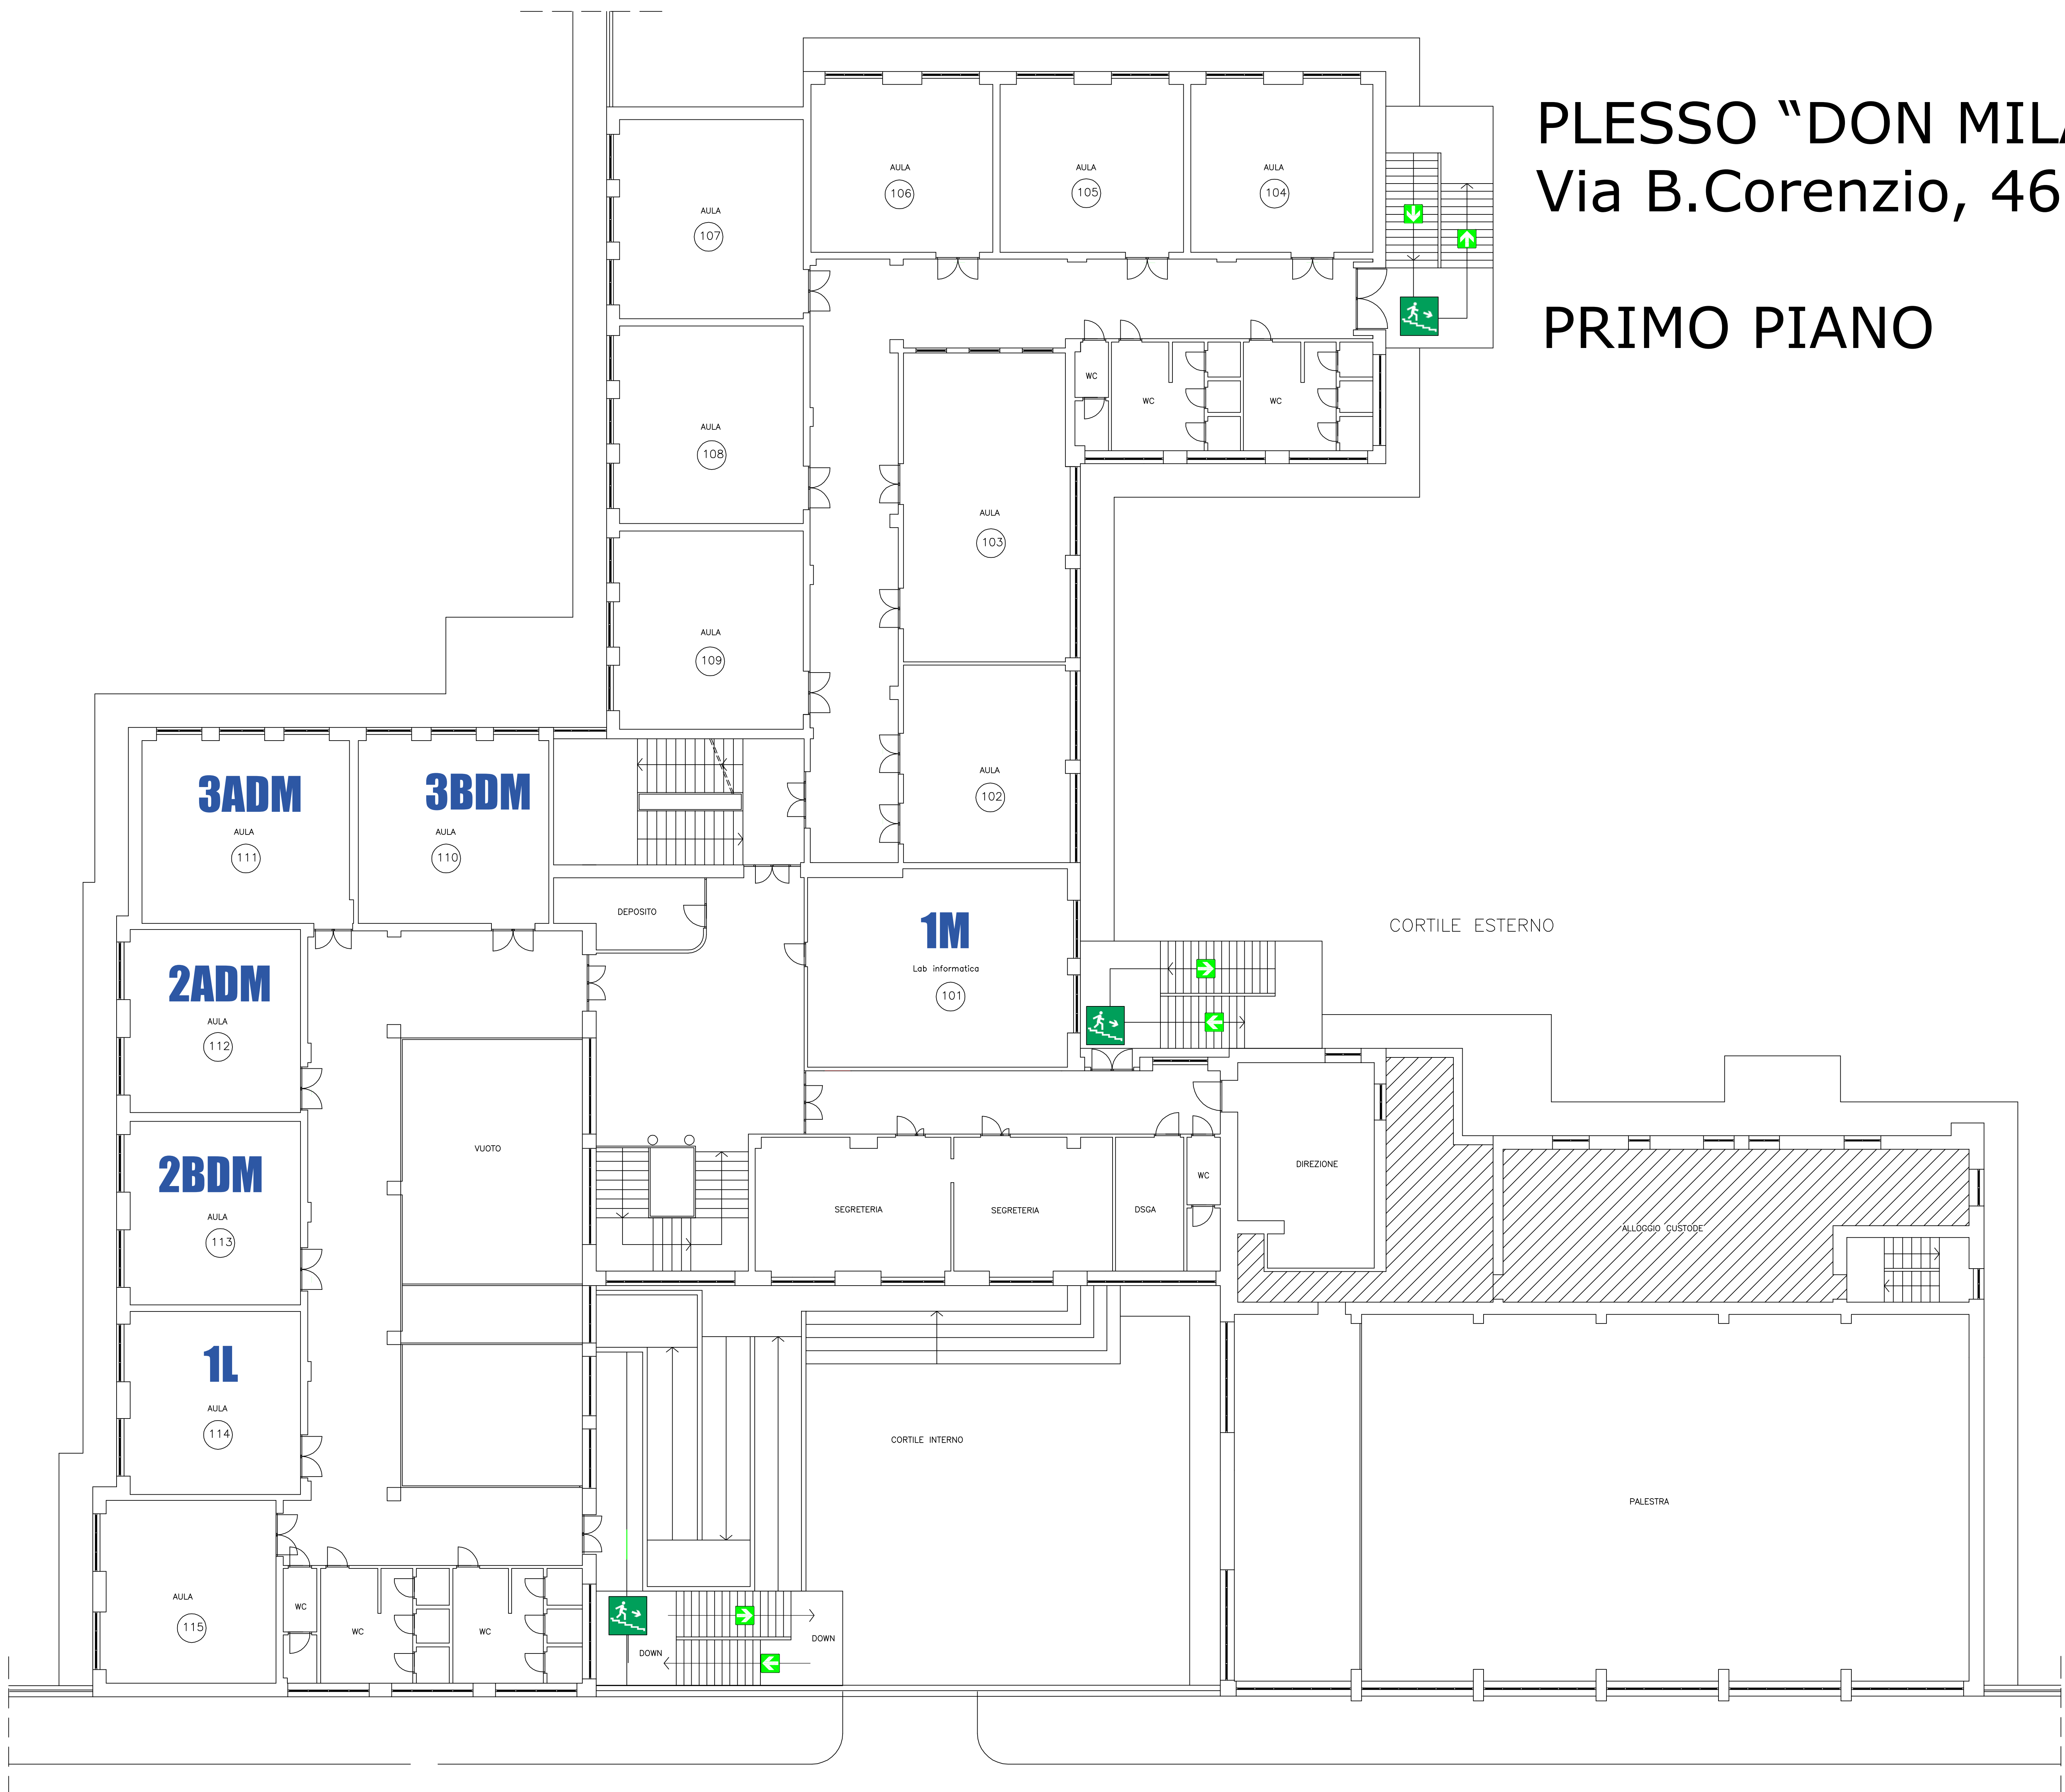 PLESSO “DON MILA
Via B.Corenzio, 46
PRIMO PIANO
AULA
106
AULA
105
AULA
104
AULA
107
WC
WC
WC
AULA
108
AULA
103
AULA
109
AULA
102
3ADM
AULA
111
3BDM
AULA
110
DEPOSITO
1M
Lab informatica
101
CORTILE ESTERNO
2ADM
AULA
112
VUOTO
2BDM
AULA
113
SEGRETERIA
SEGRETERIA
DSGA
WC
DIREZIONE
ALLOGGIO CUSTODE
1L
AULA
114
CORTILE INTERNO
PALESTRA
AULA
115
WC
WC
WC
DOWN
DOWN